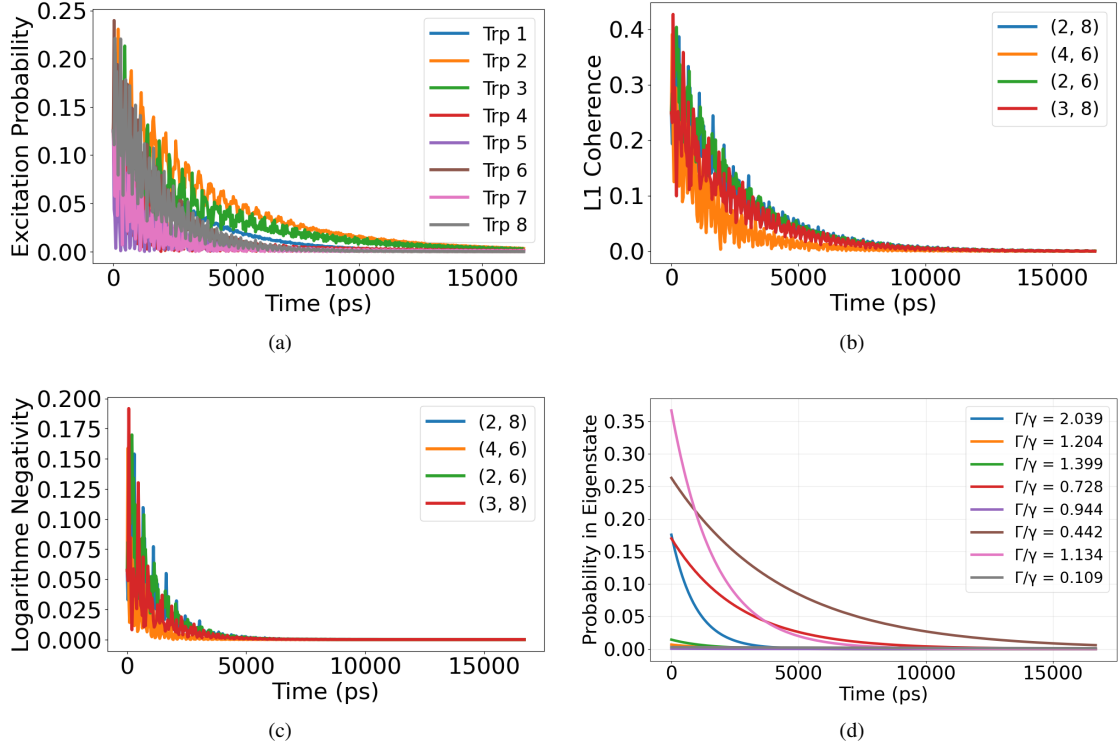 Excitation Probability
0.25
0.20
0.15
0.10
0.05
0.00
0
5000
10000
15000
Time (ps)
Trp 1
Trp 2
Trp 3
Trp 4
Trp 5
Trp 6
Trp 7
Trp 8
(a)
L1 Coherence
0.4
0.3
0.2
0.1
0.0
0
5000
10000
15000
Time (ps)
(2, 8)
(4, 6)
(2, 6)
(3, 8)
(b)
Logarithme Negativity
0.200
0.175
0.150
0.125
0.100
0.075
0.050
0.025
0.000
0
5000
10000
15000
Time (ps)
(2, 8)
(4, 6)
(2, 6)
(3, 8)
(c)
Probability in Eigenstate
0.35
0.30
0.25
0.20
0.15
0.10
0.05
0.00
0
5000
10000
15000
Time (ps)
Γ/γ = 2.039
Γ/γ = 1.204
Γ/γ = 1.399
Γ/γ = 0.728
Γ/γ = 0.944
Γ/γ = 0.442
Γ/γ = 1.134
Γ/γ = 0.109
(d)